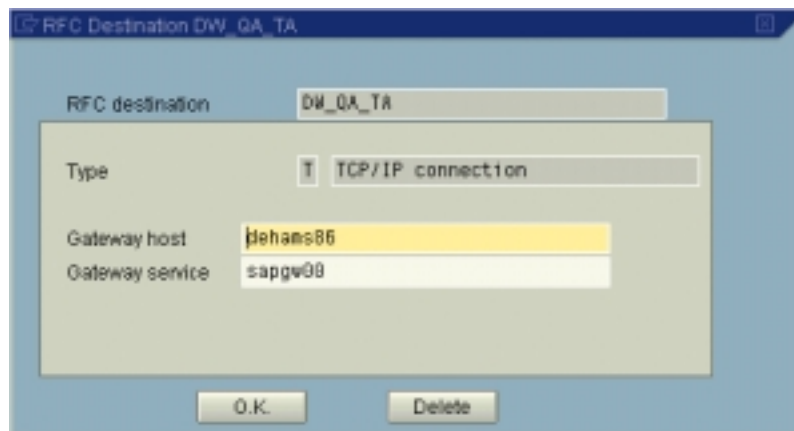 RFC Destination DW_QA_TA
RFC destination DW_QA_TA
Type T TCP/IP connection
Gateway host dehams86
Gateway service sapgw00
O.K. Delete